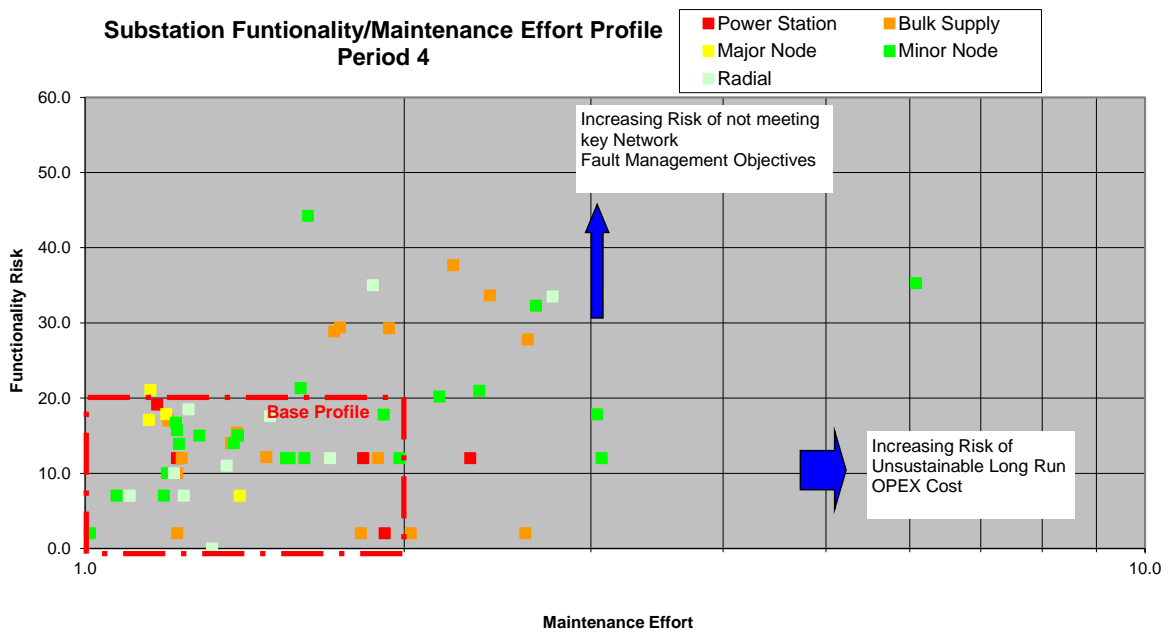 Substation Funtionality/Maintenance Effort Profile
Period 4
Power Station
Bulk Supply
Major Node
Minor Node
Radial
60.0
50.0
40.0
30.0
20.0
10.0
0.0
Functionality Risk
Increasing Risk of not meeting
key Network
Fault Management Objectives
Base Profile
Increasing Risk of
Unsustainable Long Run
OPEX Cost
1.0
10.0
Maintenance Effort